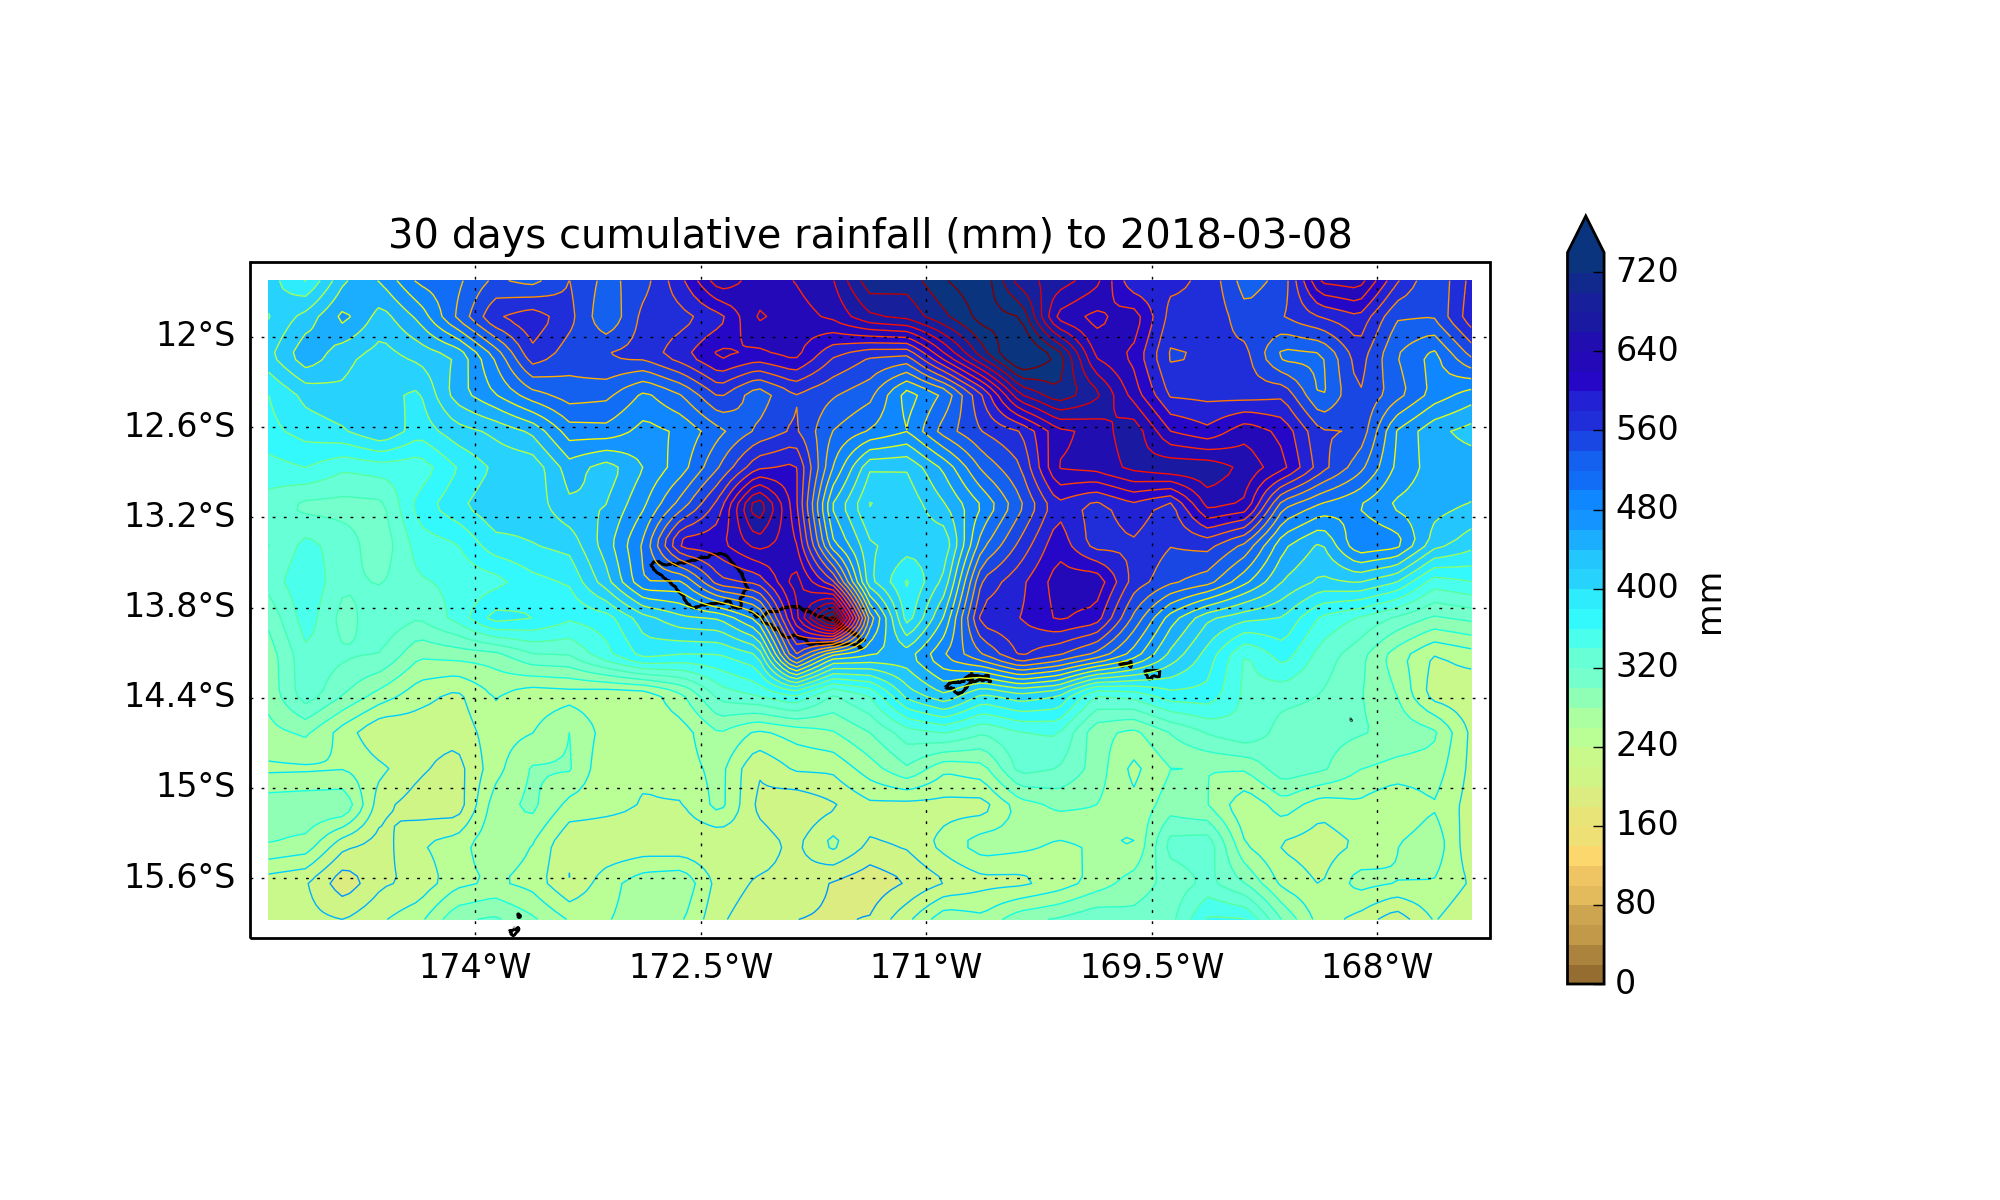 30 days cumulative rainfall (mm) to 2018-03-08
12°S
12.6°S
13.2°S
13.8°S
14.4°S
15°S
15.6°S
174°W
172.5°W
171°W
169.5°W
168°W
720
640
560
480
400
320
240
160
80
0
mm